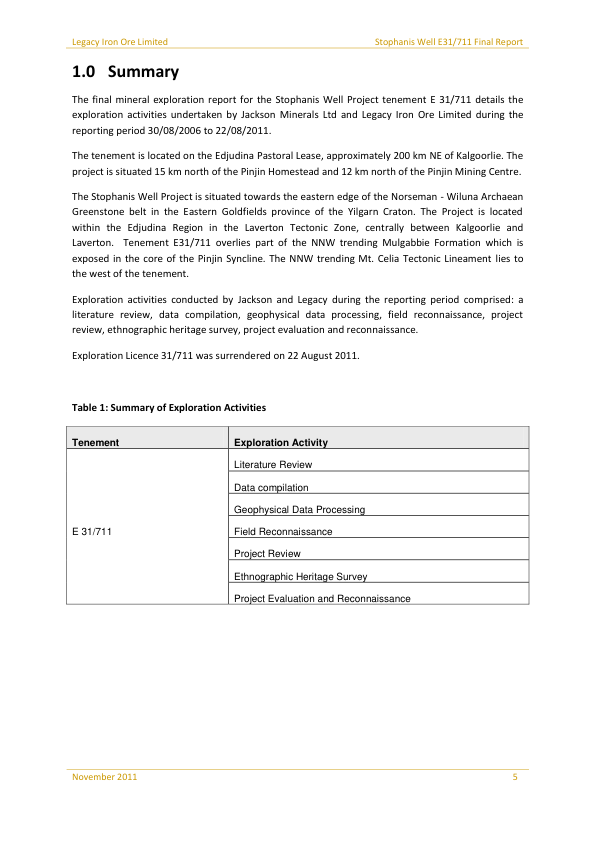 Legacy Iron Ore Limited Stophanis Well E31/711 Final Report
1.0 Summary
The final mineral exploration report for the Stophanis Well Project tenement E 31/711 details the
exploration activities undertaken by Jackson Minerals Ltd and Legacy Iron Ore Limited during the
reporting period 30/08/2006 to 22/08/2011.
The tenement is located on the Edjudina Pastoral Lease, approximately 200 km NE of Kalgoorlie. The
project is situated 15 km north of the Pinjin Homestead and 12 km north of the Pinjin Mining Centre.
The Stophanis Well Project is situated towards the eastern edge of the Norseman - Wiluna Archaean
Greenstone belt in the Eastern Goldfields province of the Yilgarn Craton. The Project is located
within the Edjudina Region in the Laverton Tectonic Zone, centrally between Kalgoorlie and
Laverton. Tenement E31/711 overlies part of the NNW trending Mulgabbie Formation which is
exposed in the core of the Pinjin Syncline. The NNW trending Mt. Celia Tectonic Lineament lies to
the west of the tenement.
Exploration activities conducted by Jackson and Legacy during the reporting period comprised: a
literature review, data compilation, geophysical data processing, field reconnaissance, project
review, ethnographic heritage survey, project evaluation and reconnaissance.
Exploration Licence 31/711 was surrendered on 22 August 2011.
Table 1: Summary of Exploration Activities
Tenement Exploration Activity
Literature Review
Data compilation
Geophysical Data Processing
E 31/711 Field Reconnaissance
Project Review
Ethnographic Heritage Survey
Project Evaluation and Reconnaissance
November 2011 5